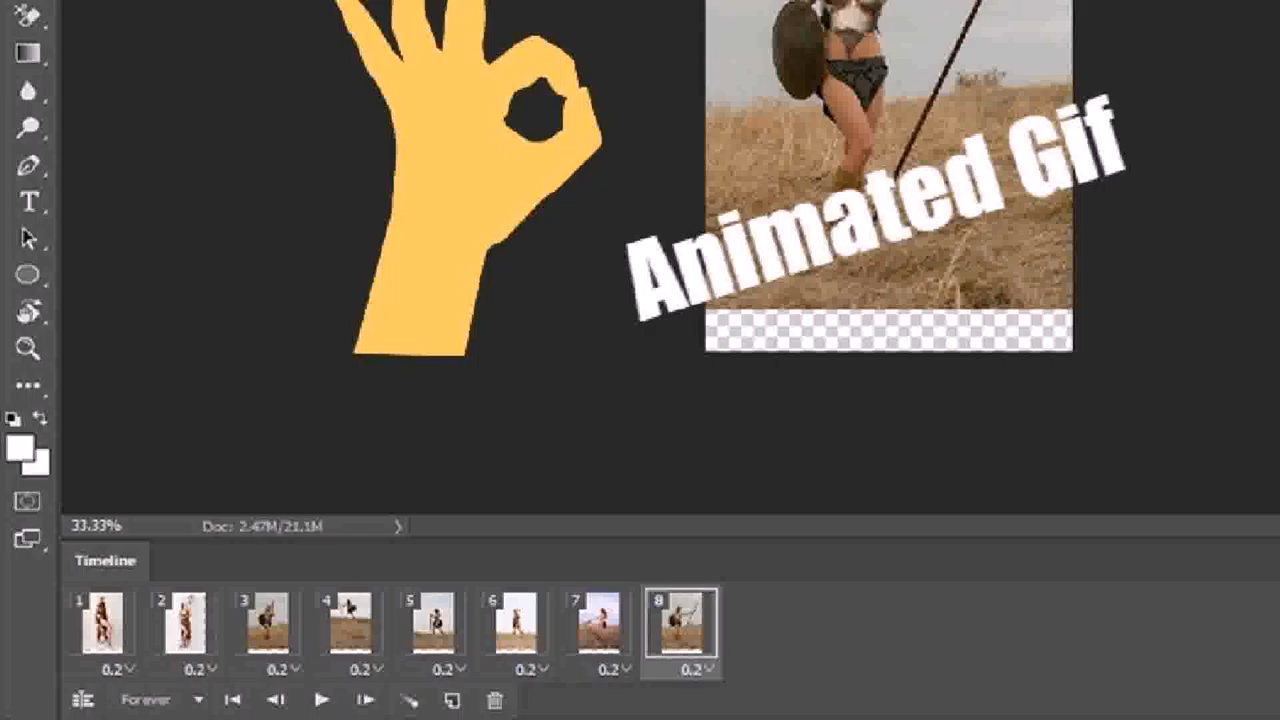 Animated Gif
33.33%
Doc: 2.47M/21.1M
Timeline
1 2 3 4 5 6 7 8
0.2 0.2 0.2 0.2 0.2 0.2 0.2 0.2
Forever